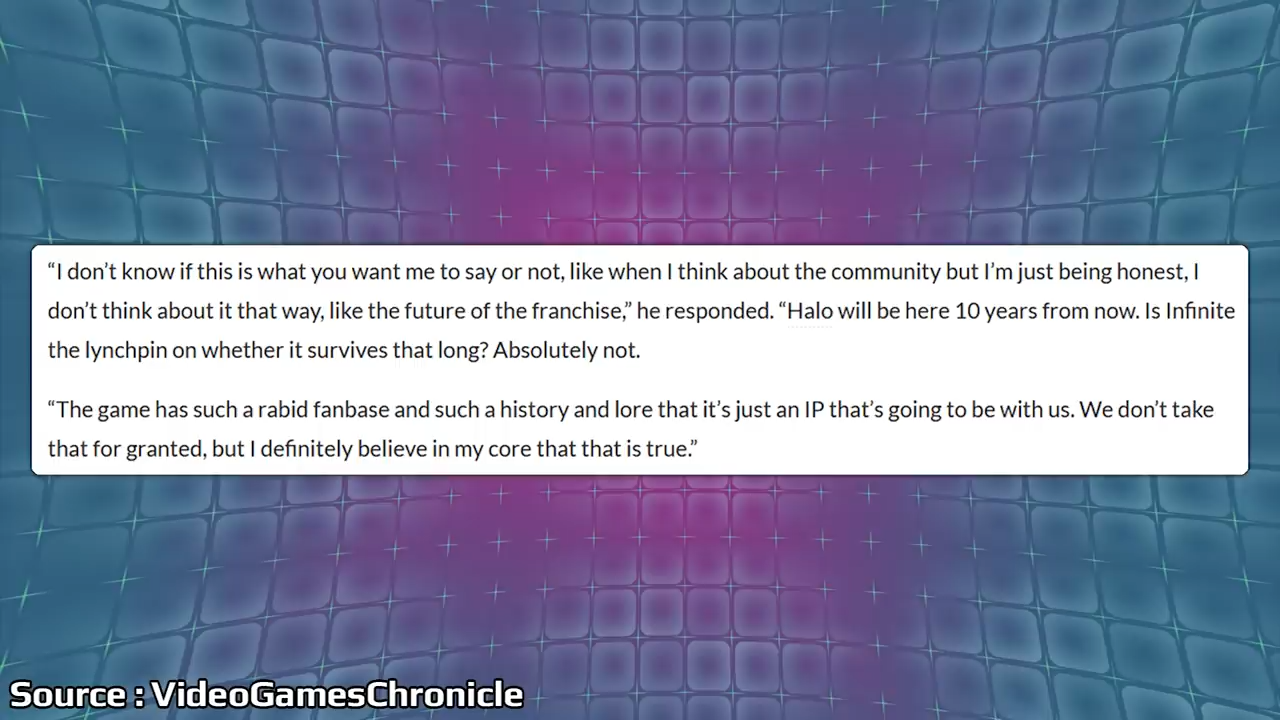 “I don’t know if this is what you want me to say or not, like when I think about the community but I’m just being honest, I
don’t think about it that way, like the future of the franchise,” he responded. “Halo will be here 10 years from now. Is Infinite
the lynchpin on whether it survives that long? Absolutely not.
“The game has such a rabid fanbase and such a history and lore that it’s just an IP that’s going to be with us. We don’t take
that for granted, but I definitely believe in my core that that is true.”
Source : VideoGamesChronicle